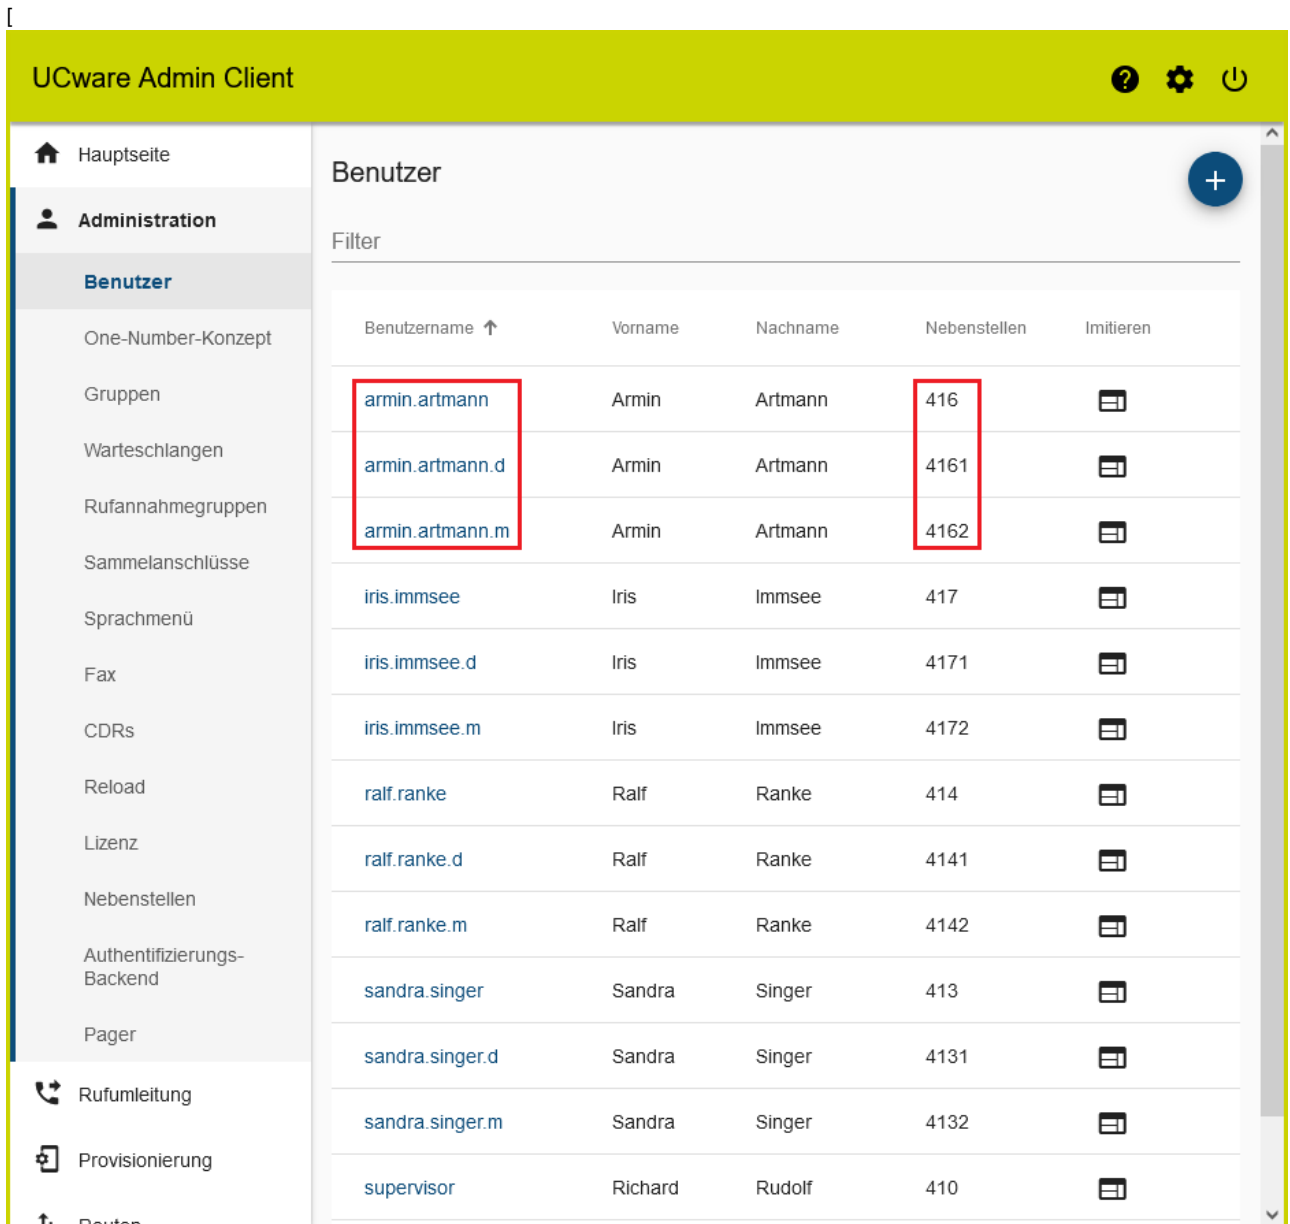 [
UCware Admin Client
Hauptseite
Administration
Benutzer
One-Number-Konzept
Gruppen
Warteschlangen
Rufannahmegruppen
Sammelanschlüsse
Sprachmenü
Fax
CDRs
Reload
Lizenz
Nebenstellen
Authentifizierungs-
Backend
Pager
Rufumleitung
Provisionierung
Routen
Benutzer
+
Filter
Benutzername Vorname Nachname Nebenstellen Imitieren
armin.artmann Armin Artmann 416
armin.artmann.d Armin Artmann 4161
armin.artmann.m Armin Artmann 4162
iris.immsee Iris Immsee 417
iris.immsee.d Iris Immsee 4171
iris.immsee.m Iris Immsee 4172
ralf.ranke Ralf Ranke 414
ralf.ranke.d Ralf Ranke 4141
ralf.ranke.m Ralf Ranke 4142
sandra.singer Sandra Singer 413
sandra.singer.d Sandra Singer 4131
sandra.singer.m Sandra Singer 4132
supervisor Richard Rudolf 410